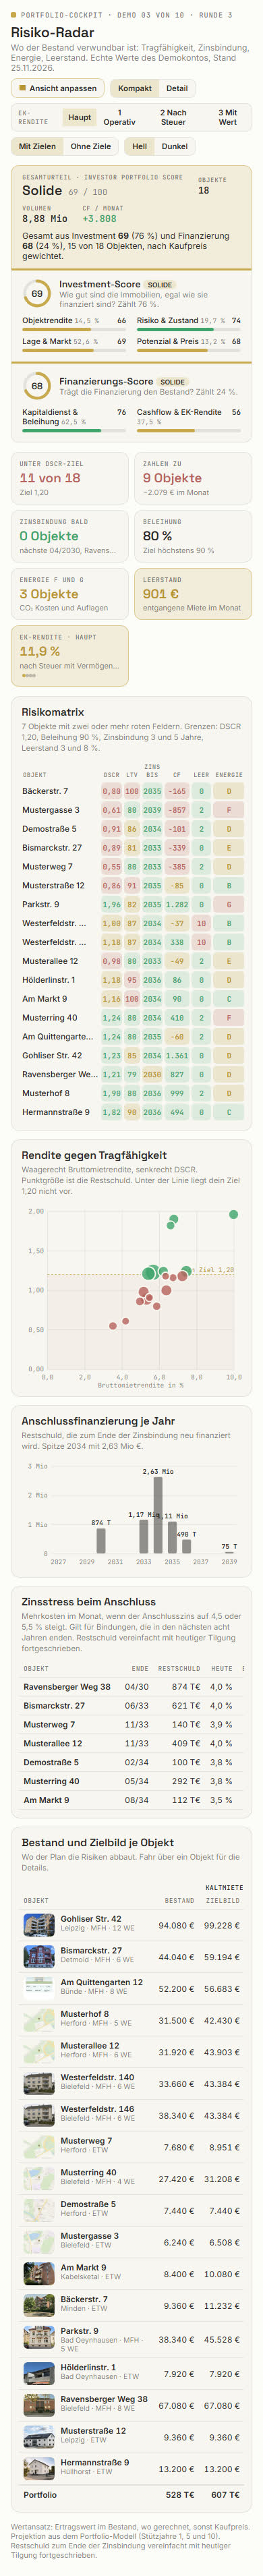 PORTFOLIO-COCKPIT · DEMO 03 VON 10 · RUNDE 3
Risiko-Radar
Wo der Bestand verwundbar ist: Tragfähigkeit, Zinsbindung,
Energie, Leerstand. Echte Werte des Demokontos, Stand
25.11.2026.
Ansicht anpassen Kompakt Detail
EK-RENDITE Haupt 1 Operativ 2 Nach Steuer 3 Mit Wert
Mit Zielen Ohne Ziele Hell Dunkel
GESAMTURTEIL · INVESTOR PORTFOLIO SCORE
Solide 69 / 100
OBJEKTE
18
VOLUMEN CF / MONAT
8,88 Mio +3.808
Gesamt aus Investment 69 (76 %) und Finanzierung
68 (24 %), 15 von 18 Objekten, nach Kaufpreis
gewichtet.
69 Investment-Score SOLIDE
Wie gut sind die Immobilien, egal wie sie
finanziert sind? Zählt 76 %.
Objektrendite 14,5 % 66 Risiko & Zustand 19,7 % 74
Lage & Markt 52,6 % 69 Potenzial & Preis 13,2 % 68
68 Finanzierungs-Score SOLIDE
Trägt die Finanzierung den Bestand? Zählt 24 %.
Kapitaldienst & Beleihung 62,5 % 76 Cashflow & EK-Rendite 37,5 % 56
UNTER DSCR-ZIEL
11 von 18
Ziel 1,20
ZAHLEN ZU
9 Objekte
−2.079 € im Monat
ZINSBINDUNG BALD
0 Objekte
nächste 04/2030, Ravens...
BELEIHUNG
80 %
Ziel höchstens 90 %
ENERGIE F UND G
3 Objekte
CO₂ Kosten und Auflagen
LEERSTAND
901 €
entgangene Miete im Monat
EK-RENDITE · HAUPT
11,9 %
nach Steuer mit Vermögen...
Risikomatrix
7 Objekte mit zwei oder mehr roten Feldern. Grenzen: DSCR
1,20, Beleihung 90 %, Zinsbindung 3 und 5 Jahre,
Leerstand 3 und 8 %.
OBJEKT DSCR LTV ZINS BIS CF LEER ENERGIE
Bäckerstr. 7 0,80 100 2035 -165 0 D
Mustergasse 3 0,61 80 2039 -857 2 F
Demostraße 5 0,91 86 2034 -101 2 D
Bismarckstr. 27 0,89 81 2033 -339 0 E
Musterweg 7 0,55 80 2033 -385 2 D
Musterstraße 12 0,86 91 2035 -85 0 B
Parkstr. 9 1,96 82 2035 1.282 0 G
Westerfeldstr. ... 1,80 87 2034 -37 10 B
Westerfeldstr. ... 1,18 87 2034 338 10 B
Musterallee 12 0,98 80 2033 -49 2 E
Hölderlinstr. 1 1,18 95 2036 86 0 D
Am Markt 9 1,16 100 2034 90 0 C
Musterring 40 1,24 80 2034 410 2 F
Am Quittengarte... 1,24 80 2035 -60 2 D
Gohliser Str. 42 1,23 85 2034 1.361 0 D
Ravensberger We... 1,21 79 2030 827 0 D
Musterhof 8 1,90 80 2036 999 2 D
Hermannstraße 9 1,82 90 2036 494 0 C
Rendite gegen Tragfähigkeit
Waagerecht Bruttomietrendite, senkrecht DSCR.
Punktgröße ist die Restschuld. Unter der Linie liegt dein Ziel
1,20 nicht vor.
2,00
1,50
Ziel 1,20
1,00
0,50
0,00
0,0 2,0 4,0 6,0 8,0 10,0
Bruttomietrendite in %
Anschlussfinanzierung je Jahr
Restschuld, die zum Ende der Zinsbindung neu finanziert
wird. Spitze 2034 mit 2,63 Mio €.
3 Mio
2,63 Mio
2 Mio
1,17 Mio 1,11 Mio
874 T
1 Mio
490 T
75 T
0
2027 2029 2031 2033 2035 2037 2039
Zinsstress beim Anschluss
Mehrkosten im Monat, wenn der Anschlusszins auf 4,5 oder
5,5 % steigt. Gilt für Bindungen, die in den nächsten acht
Jahren enden. Restschuld vereinfacht mit heutiger Tilgung
fortgeschrieben.
OBJEKT ENDE RESTSCHULD HEUTE
Ravensberger Weg 38 04/30 874 T€ 4,0 %
Bismarckstr. 27 06/33 621 T€ 4,0 %
Musterweg 7 11/33 140 T€ 3,9 %
Musterallee 12 11/33 409 T€ 4,0 %
Demostraße 5 02/34 100 T€ 3,8 %
Musterring 40 05/34 292 T€ 3,8 %
Am Markt 9 08/34 112 T€ 3,5 %
Bestand und Zielbild je Objekt
Wo der Plan die Risiken abbaut. Fahr über ein Objekt für die
Details.
KALTMIETE
OBJEKT BESTAND ZIELBILD
Gohliser Str. 42 94.080 € 99.228 €
Leipzig · MFH · 12 WE
Bismarckstr. 27 44.040 € 59.194 €
Detmold · MFH · 6 WE
Am Quittengarten 12 52.200 € 56.683 €
Bünde · MFH · 8 WE
Musterhof 8 31.500 € 42.430 €
Herford · MFH · 5 WE
Musterallee 12 31.920 € 43.903 €
Herford · MFH · 6 WE
Westerfeldstr. 140 33.660 € 43.384 €
Bielefeld · MFH · 6 WE
Westerfeldstr. 146 38.340 € 43.384 €
Bielefeld · MFH · 6 WE
Musterweg 7 7.680 € 8.951 €
Herford · ETW
Musterring 40 27.420 € 31.208 €
Bielefeld · MFH · 4 WE
Demostraße 5 7.440 € 7.440 €
Herford · ETW
Mustergasse 3 6.240 € 6.508 €
Bielefeld · ETW
Am Markt 9 8.400 € 10.080 €
Kabelsketal · ETW
Bäckerstr. 7 9.360 € 11.232 €
Minden · ETW
Parkstr. 9 38.340 € 45.528 €
Bad Oeynhausen · MFH ·
5 WE
Hölderlinstr. 1 7.920 € 7.920 €
Bad Oeynhausen · ETW
Ravensberger Weg 38 67.080 € 67.080 €
Bielefeld · MFH · 8 WE
Musterstraße 12 9.360 € 9.360 €
Leipzig · ETW
Hermannstraße 9 13.200 € 13.200 €
Hüllhorst · ETW
Portfolio 528 T€ 607 T€
Wertansatz: Ertragswert im Bestand, wo gerechnet, sonst Kaufpreis.
Projektion aus dem Portfolio-Modell (Stützjahre 1, 5 und 10).
Restschuld zum Ende der Zinsbindung vereinfacht mit heutiger
Tilgung fortgeschrieben.